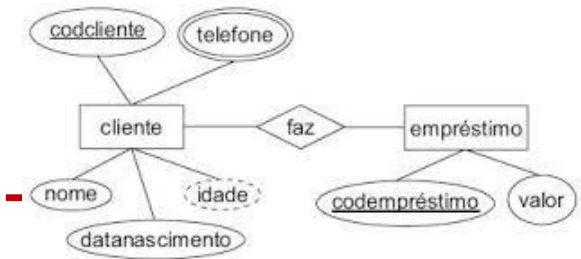 codcliente
telefone
cliente
faz
empréstimo
nome
idade
codempréstimo
valor
datanascimento